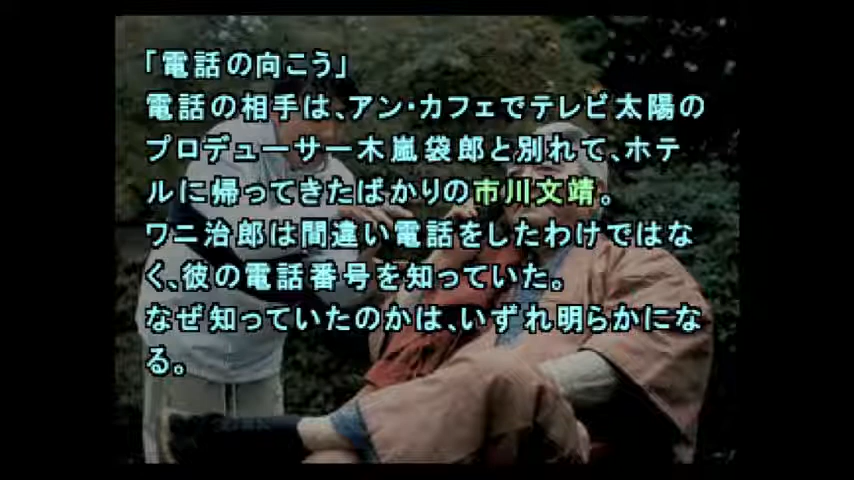 「電話の向こう」
電話の相手は、アン・カフェでテレビ太陽の
プロデューサー木嵐袋郎と別れて、ホテ
ルに帰ってきたばかりの市川文靖。
ワニ治郎は間違い電話をしたわけではな
く、彼の電話番号を知っていた。
なぜ知っていたのかは、いずれ明らかにな
る。